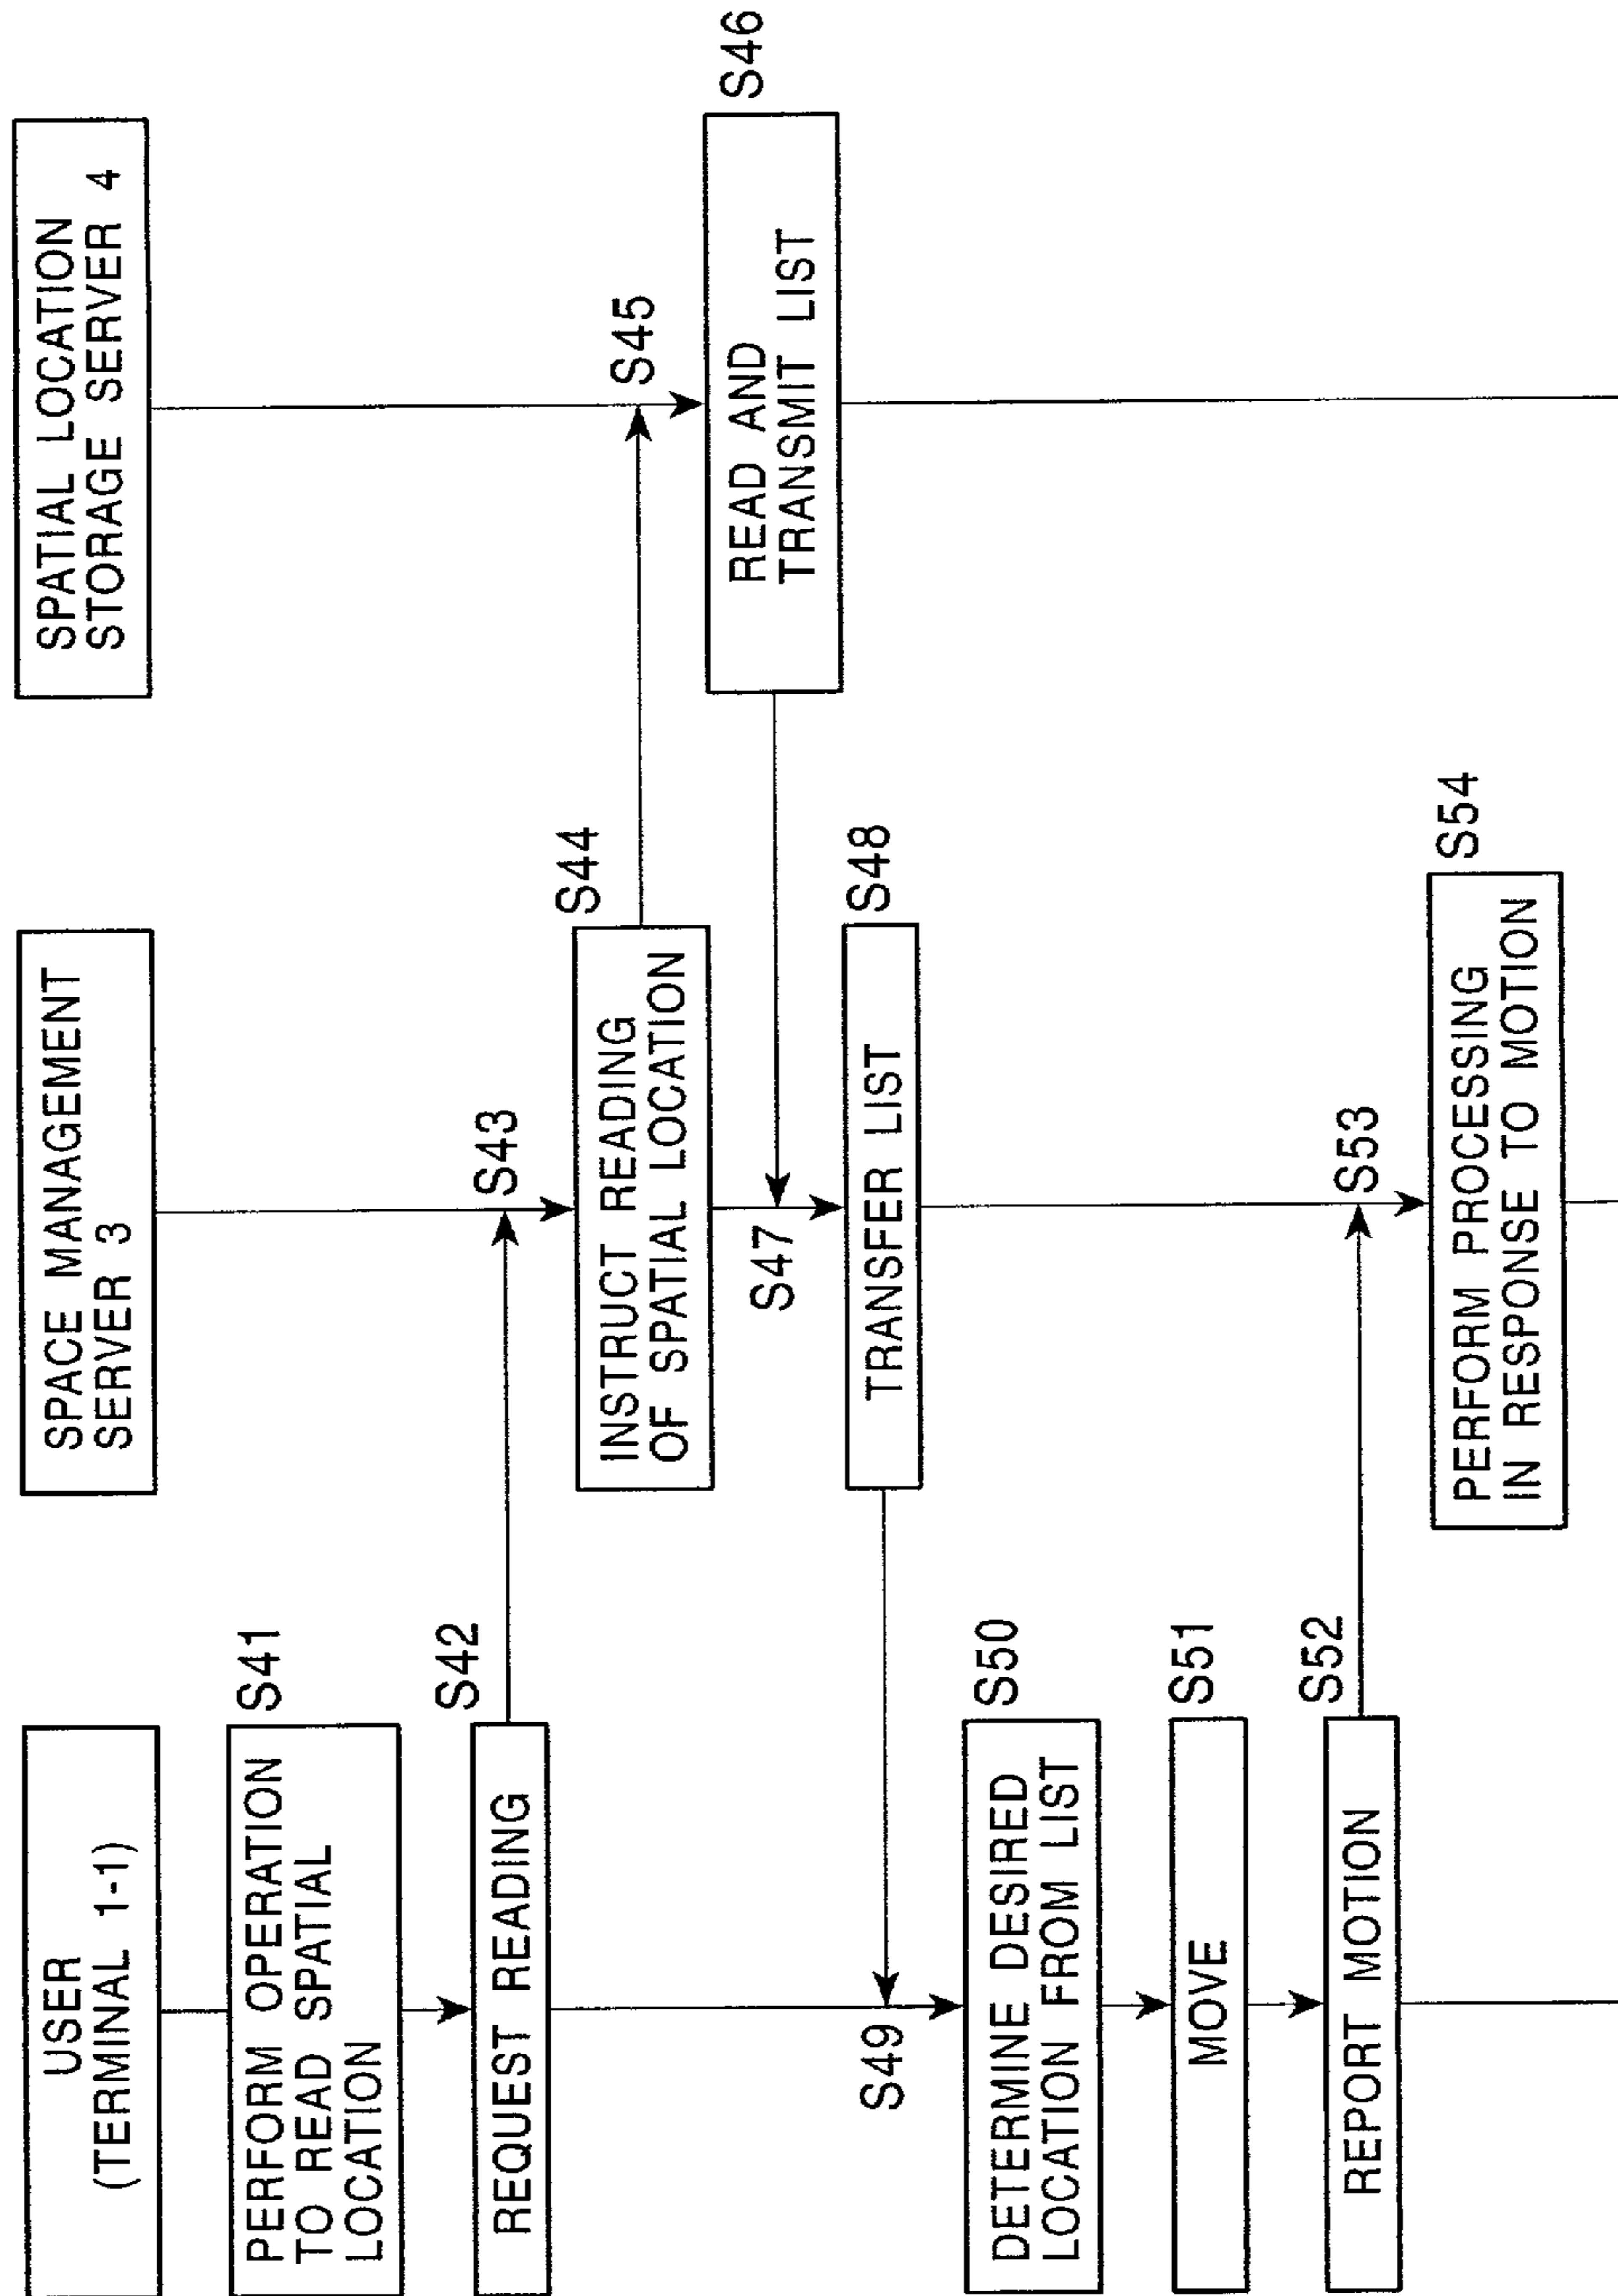 USER
(TERMINAL 1-1)
SPACE MANAGEMENT
SERVER 3
SPATIAL LOCATION
STORAGE SERVER 4
PERFORM OPERATION
TO READ SPATIAL
LOCATION
S41
REQUEST READING
S42
S43
INSTRUCT READING
OF SPATIAL LOCATION
S44
S45
READ AND
TRANSMIT LIST
S46
S47
TRANSFER LIST
S48
S49
DETERMINE DESIRED
LOCATION FROM LIST
S50
MOVE
S51
REPORT MOTION
S52
S53
PERFORM PROCESSING
IN RESPONSE TO MOTION
S54